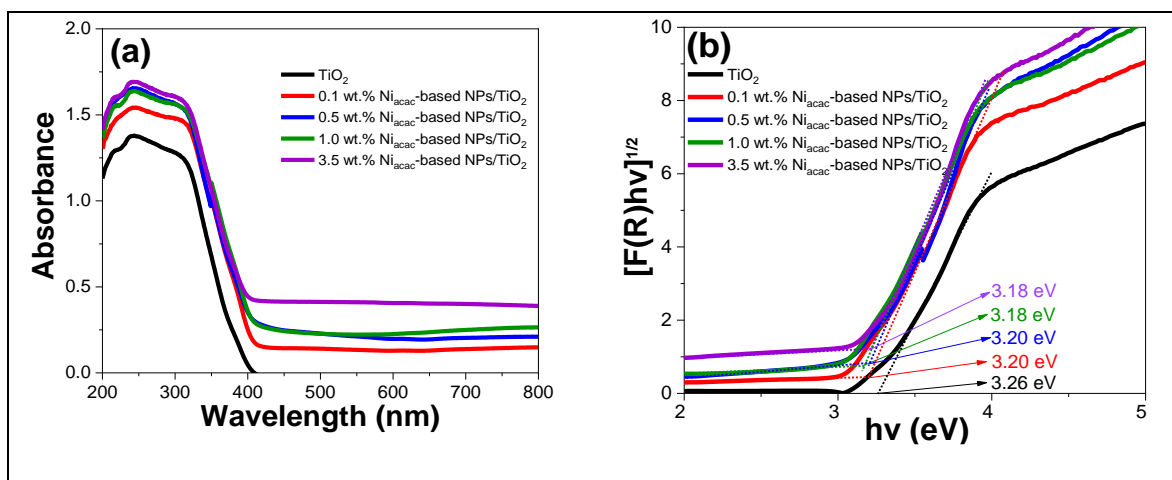 (a)
TiO₂
0.1 wt.% Niacac-based NPs/TiO₂
0.5 wt.% Niacac-based NPs/TiO₂
1.0 wt.% Niacac-based NPs/TiO₂
3.5 wt.% Niacac-based NPs/TiO₂
2.0
1.5
1.0
0.5
0.0
Absorbance
200 300 400 500 600 700 800
Wavelength (nm)
(b)
TiO₂
0.1 wt.% Niacac-based NPs/TiO₂
0.5 wt.% Niacac-based NPs/TiO₂
1.0 wt.% Niacac-based NPs/TiO₂
3.5 wt.% Niacac-based NPs/TiO₂
10
8
6
4
2
0
[F(R)hv]1/2
3.18 eV
3.18 eV
3.20 eV
3.20 eV
3.26 eV
2 3 4 5
hv (eV)